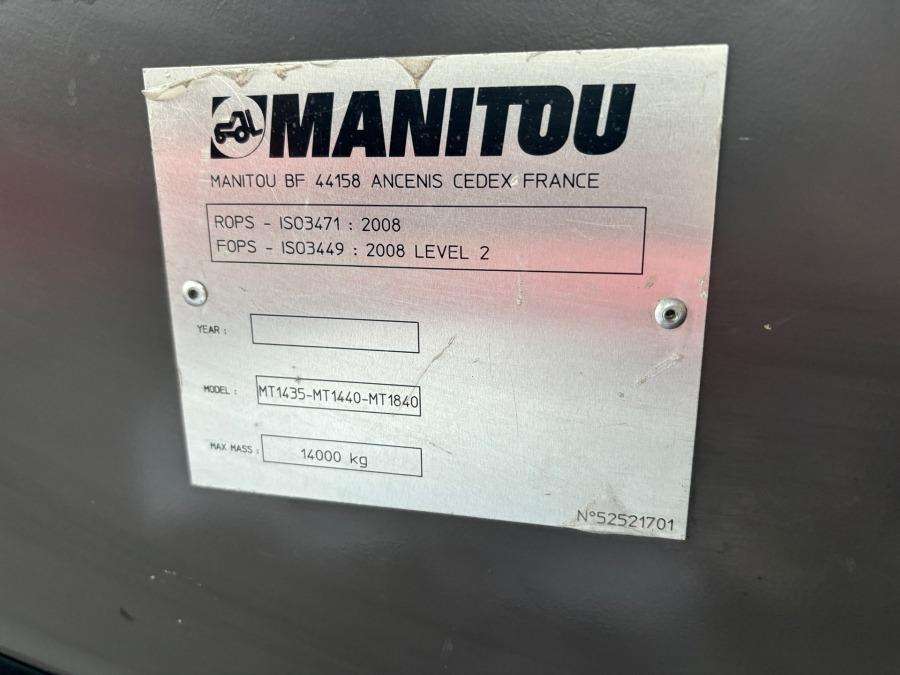 MANITOU
MANITOU BF 44158 ANCENIS CEDEX FRANCE
ROPS - ISO3471 : 2008
FOPS - ISO3449 : 2008 LEVEL 2
YEAR :
MODEL : MT1435-MT1440-MT1840
MAX MASS : 14000 kg
N°52521701